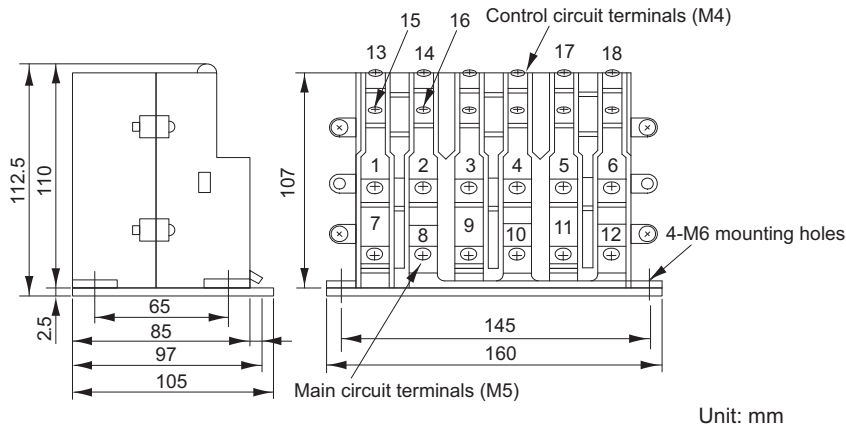 15 16 Control circuit terminals (M4)
13 14 17 18
112.5
110
107
1 2 3 4 5 6
7 8 9 10 11 12
4-M6 mounting holes
2.5
65
85
97
105
145
160
Main circuit terminals (M5)
Unit: mm